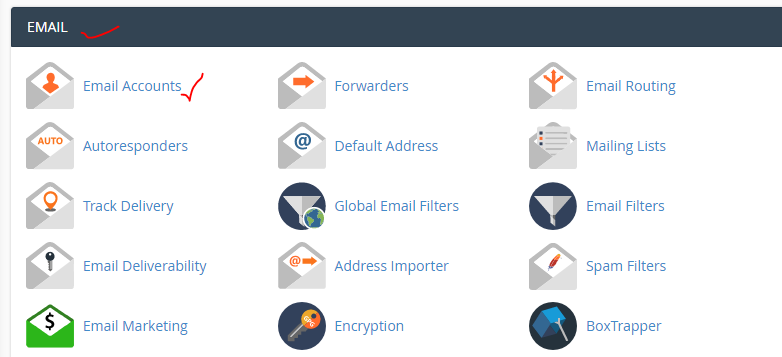 EMAIL
Email Accounts
Forwarders
Email Routing
AUTO
Autoresponders
@
Default Address
Mailing Lists
Track Delivery
Global Email Filters
Email Filters
Email Deliverability
@
Address Importer
Spam Filters
$
Email Marketing
GPG
Encryption
BoxTrapper